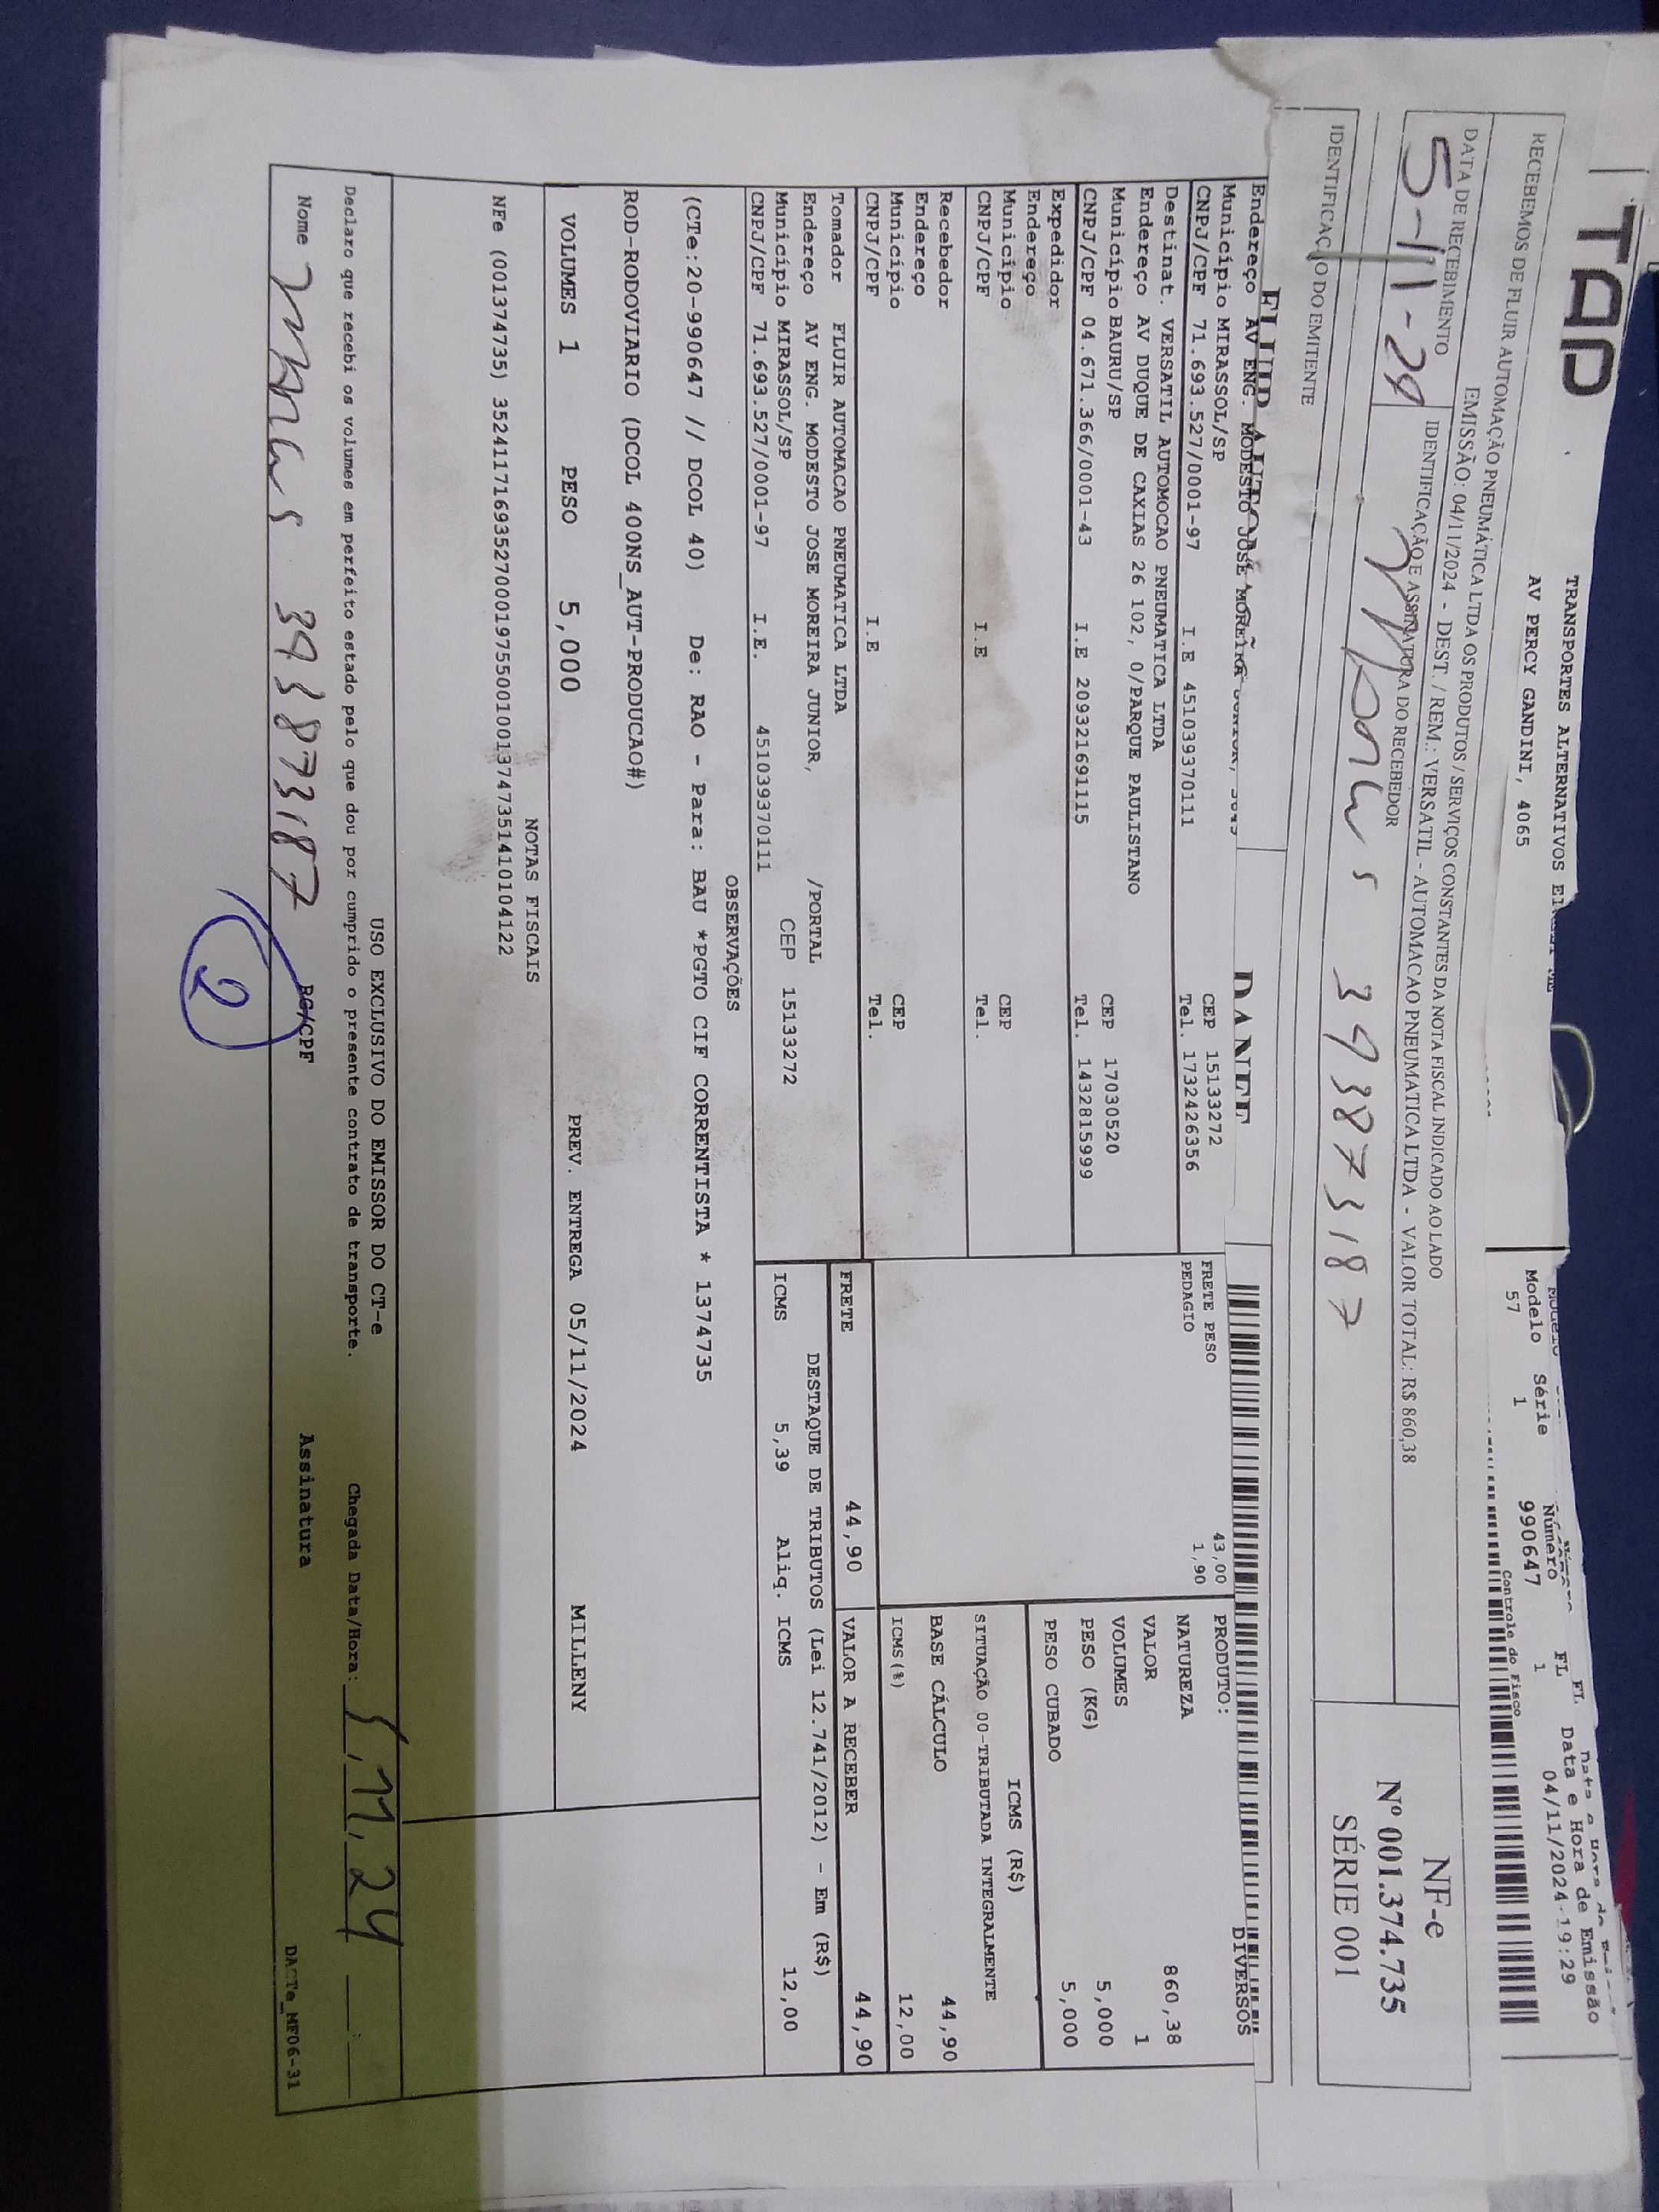 TAP
TRANSPORTES ALTERNATIVOS
AV PERCY GANDINI, 4065
Modelo Série Número FL Data e Hora de Emissão
57 1 990647 1 04/11/2024 19:29
Controle do Fisco
RECEBEMOS DE FLUIR AUTOMAÇÃO PNEUMÁTICA LTDA OS PRODUTOS / SERVIÇOS CONSTANTES DA NOTA FISCAL INDICADO AO LADO
EMISSÃO: 04/11/2024 - DEST. / REM.: VERSATIL - AUTOMACAO PNEUMATICA LTDA - VALOR TOTAL: R$ 860,38
DATA DE RECEBIMENTO
5-11-24
IDENTIFICAÇÃO E ASSINATURA DO RECEBEDOR
393873187
NF-e
Nº 001.374.735
SÉRIE 001
IDENTIFICAÇÃO DO EMITENTE
DANFE
Endereço AV ENG. MODESTO JOSE MOREIRA
Município MIRASSOL/SP CEP 15133272
CNPJ/CPF 71.693.527/0001-97 I.E 451039370111 Tel. 1732426356
Destinat. VERSATIL AUTOMOCAO PNEUMATICA LTDA
Endereço AV DUQUE DE CAXIAS 26 102, 0/PARQUE PAULISTANO
Município BAURU/SP CEP 17030520
CNPJ/CPF 04.671.366/0001-43 I.E 209321691115 Tel. 1432815999
Expedidor
Endereço
Município CEP
CNPJ/CPF I.E Tel.
Recebedor
Endereço
Município CEP
CNPJ/CPF I.E Tel.
Tomador FLUIR AUTOMACAO PNEUMATICA LTDA
Endereço AV ENG. MODESTO JOSE MOREIRA JUNIOR, /PORTAL
Município MIRASSOL/SP CEP 15133272
CNPJ/CPF 71.693.527/0001-97 I.E. 451039370111
FRETE PESO 43,00
PEDAGIO 1,90
PRODUTO: DIVERSOS
NATUREZA
VALOR 860,38
VOLUMES 1
PESO (KG) 5,000
PESO CUBADO 5,000
ICMS (R$)
SITUAÇÃO 00-TRIBUTADA INTEGRALMENTE
BASE CÁLCULO 44,90
ICMS(%) 12,00
FRETE 44,90 VALOR A RECEBER 44,90
DESTAQUE DE TRIBUTOS (Lei 12.741/2012) - Em (R$)
ICMS 5,39 Aliq. ICMS 12,00
OBSERVAÇÕES
(CTe:20-990647 // DCOL 40) De: RAO - Para: BAU *PGTO CIF CORRENTISTA * 1374735
ROD-RODOVIARIO (DCOL 400NS_AUT-PRODUCAO#)
VOLUMES 1 PESO 5,000 PREV. ENTREGA 05/11/2024 MILLENY
NOTAS FISCAIS
NFe (001374735) 35241171693527000197550010013747351410104122
USO EXCLUSIVO DO EMISSOR DO CT-e
Declaro que recebi os volumes em perfeito estado pelo que dou por cumprido o presente contrato de transporte. Chegada Data/Hora: 5, 11, 24 __:__
Nome 393873187 RG/CPF Assinatura
DACTe_MF06-31
2